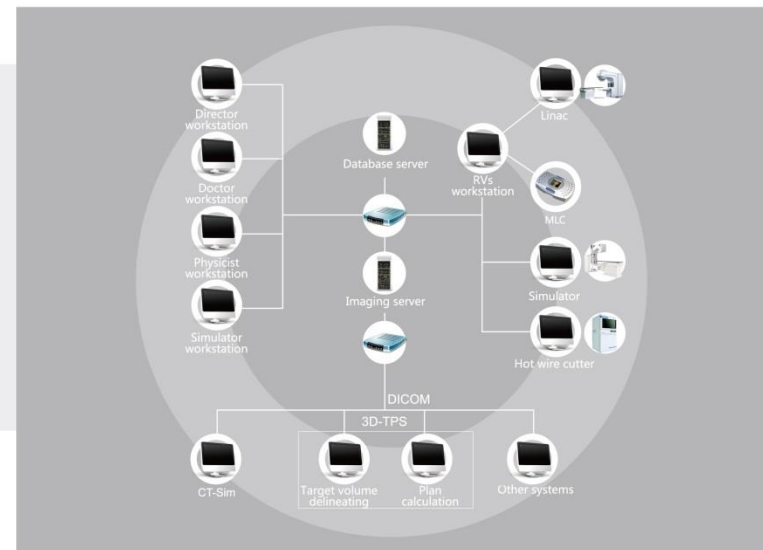 Director
workstation
Doctor
workstation
Physicist
workstation
Simulator
workstation
Database server
Imaging server
Linac
RVs
workstation
MLC
Simulator
Hot wire cutter
DICOM
3D-TPS
CT-Sim
Target volume
delineating
Plan
calculation
Other systems